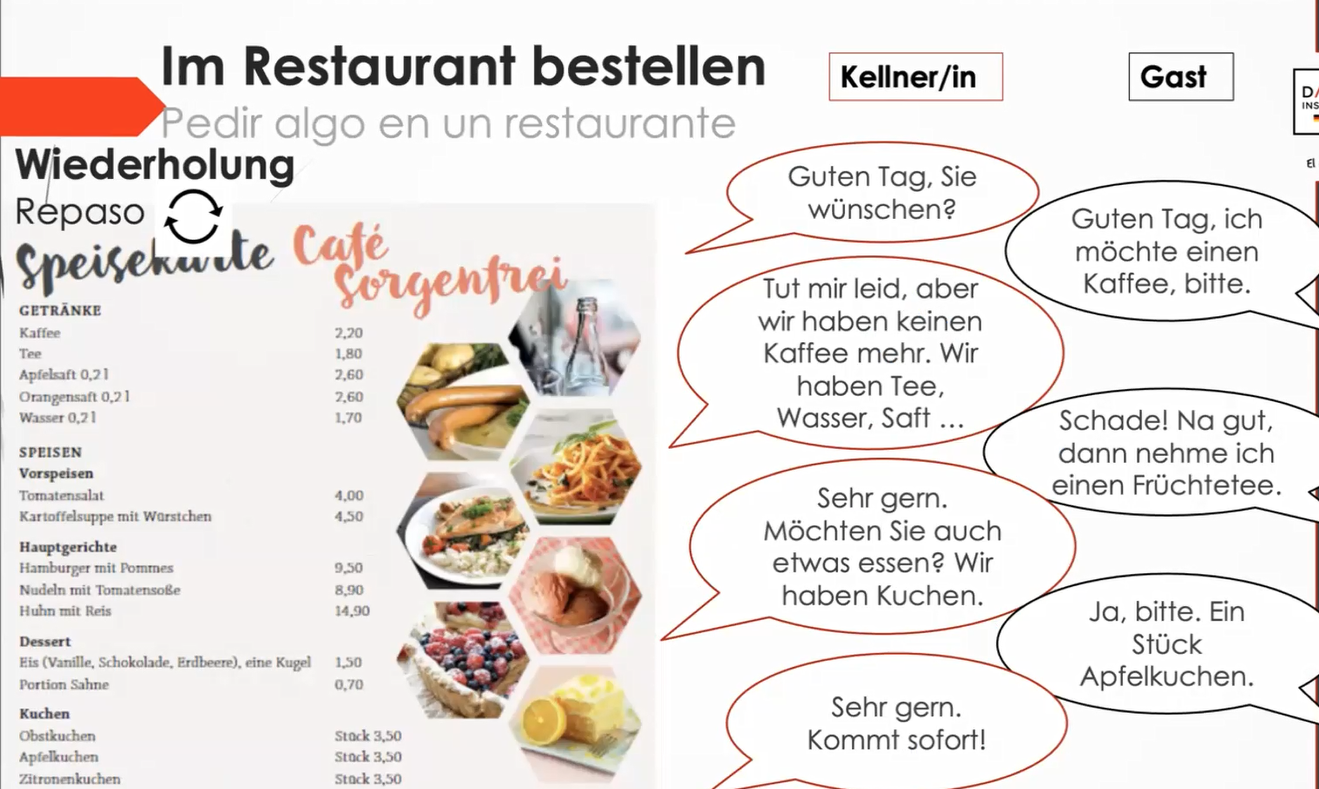 Im Restaurant bestellen
Pedir algo en un restaurante
Wiederholung
Repaso
Speisekarte Café
Sorgenfrei
GETRÄNKE
Kaffee 2,20
Tee 1,80
Apfelsaft 0,2 l 2,60
Orangensaft 0,2 l 2,60
Wasser 0,2 l 1,70
SPEISEN
Vorspeisen
Tomatensalat 4,00
Kartoffelsuppe mit Würstchen 4,50
Hauptgerichte
Hamburger mit Pommes 9,50
Nudeln mit Tomatensoße 8,90
Huhn mit Reis 14,90
Dessert
Eis (Vanille, Schokolade, Erdbeere), eine Kugel 1,50
Portion Sahne 0,70
Kuchen
Obstkuchen Stück 3,50
Apfelkuchen Stück 3,50
Zitronenkuchen Stück 3,50
Kellner/in
Gast
Guten Tag, Sie
wünschen?
Guten Tag, ich
möchte einen
Kaffee, bitte.
Tut mir leid, aber
wir haben keinen
Kaffee mehr. Wir
haben Tee,
Wasser, Saft ...
Schade! Na gut,
dann nehme ich
einen Früchtetee.
Sehr gern.
Möchten Sie auch
etwas essen? Wir
haben Kuchen.
Ja, bitte. Ein
Stück
Apfelkuchen.
Sehr gern.
Kommt sofort!